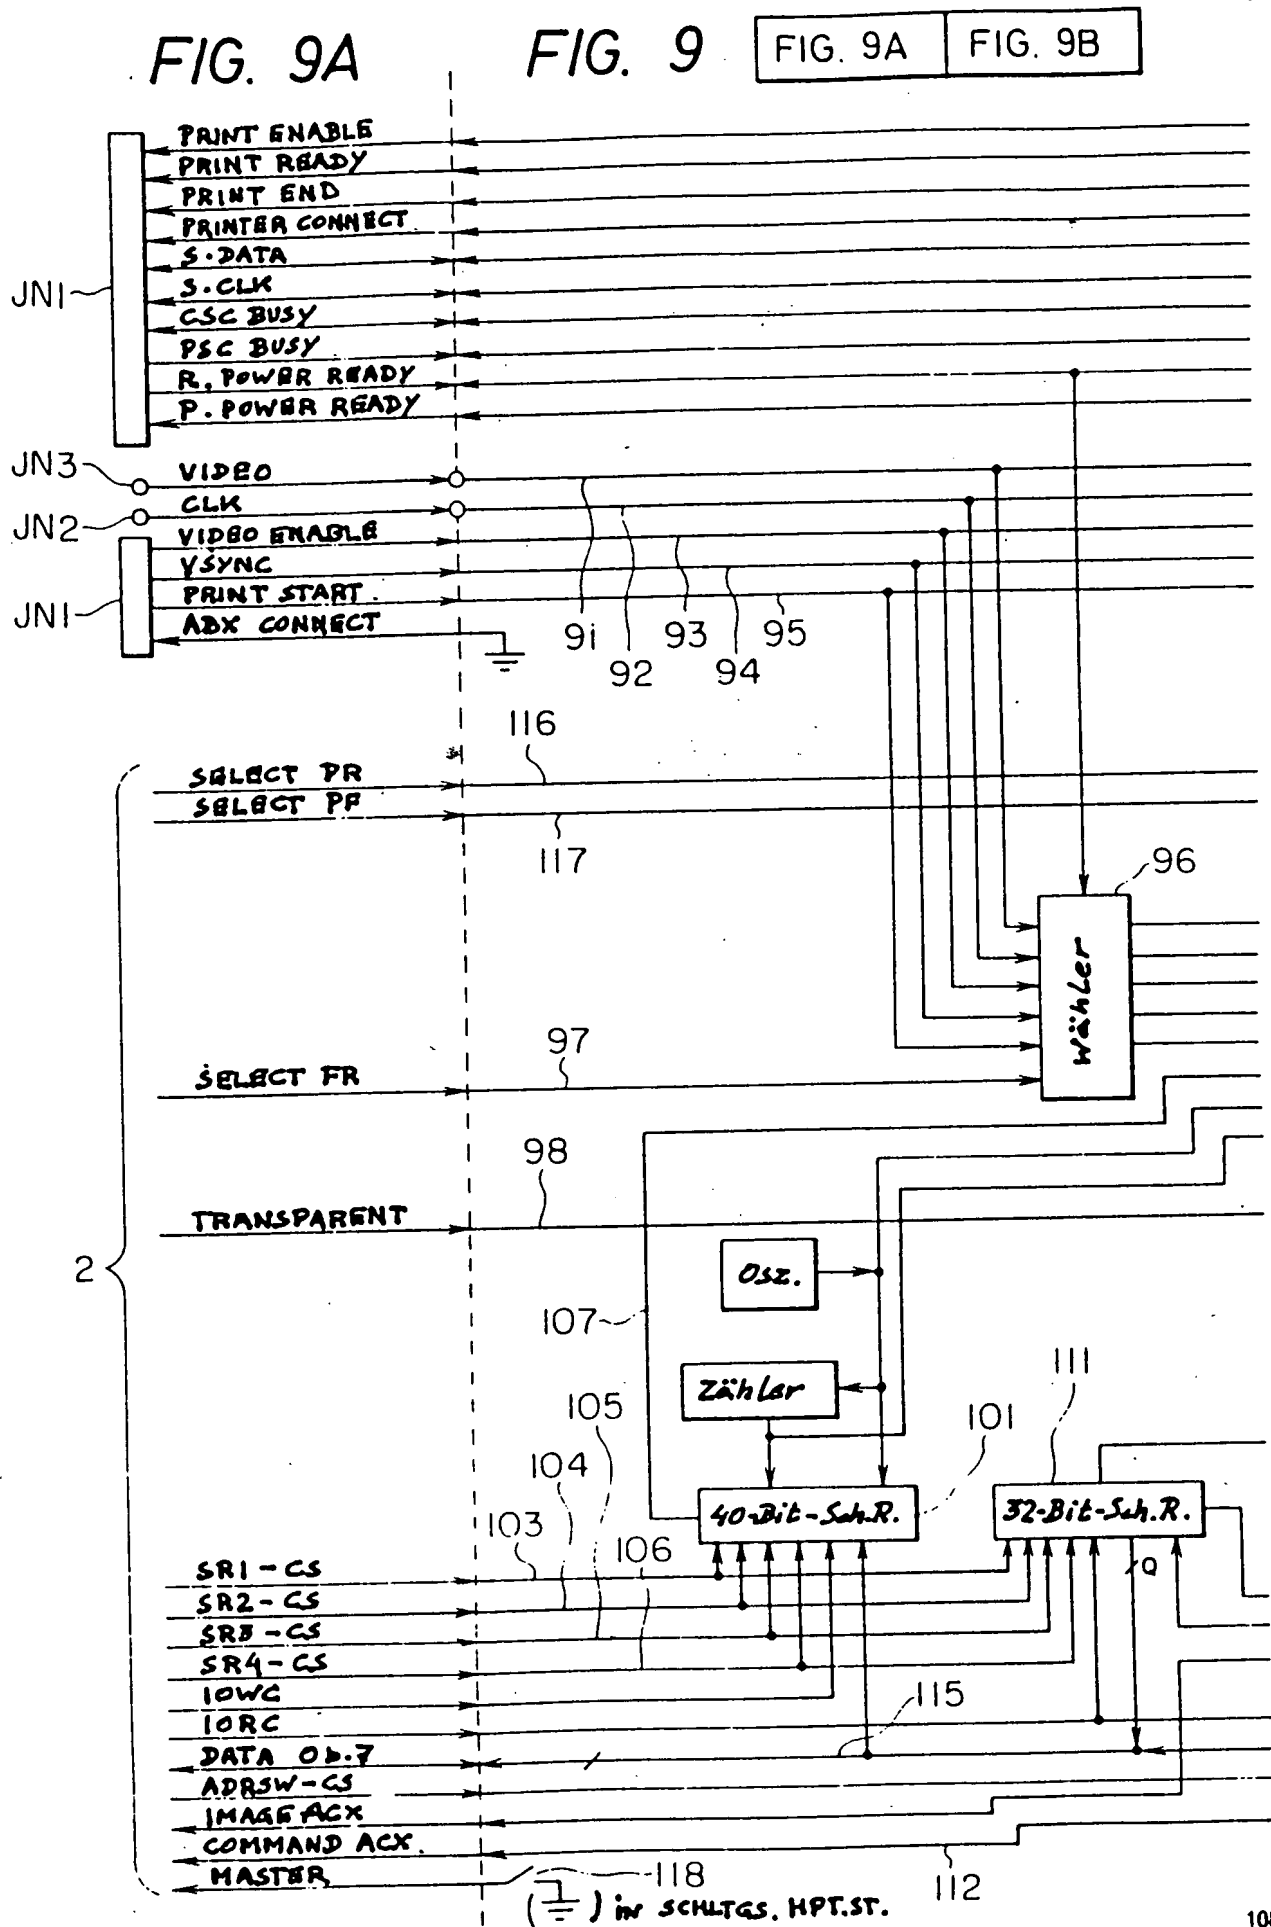 FIG. 9A
FIG. 9
FIG. 9A FIG. 9B
PRINT ENABLE
PRINT READY
PRINT END
PRINTER CONNECT
S.DATA
JN1
S.CLK
CSC BUSY
PSC BUSY
R. POWER READY
P. POWER READY
JN3
VIDEO
CLK
JN2
VIDEO ENABLE
VSYNC
PRINT START.
JN1
ABX CONNECT
91 93 95
92 94
116
SELECT PR
SELECT PF
117
96
Wähler
97
SELECT FR
98
TRANSPARENT
2
Osz.
107
111
Zähler
105
101
104
40-Bit-Sch.R. 32-Bit-Sch.R.
103
106
SR1-CS
Q
SR2-CS
SR3-CS
SR4-CS
IOWC
115
IORC
DATA Ob.7
ADRSW-CS
IMAGE ACX
COMMAND ACX.
MASTER
118
112
( ) in SCHLTGS. HPT.ST.